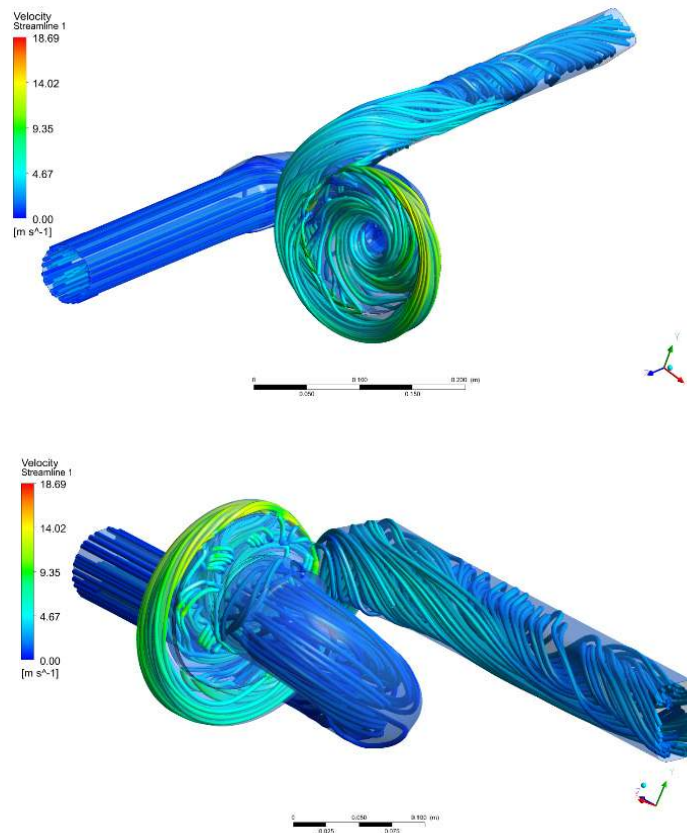 Velocity
Streamline 1
18.69
14.02
9.35
4.67
0.00
[m s^-1]
0
0.100
0.200 (m)
0.050
0.150
Y
Velocity
Streamline 1
18.69
14.02
9.35
4.67
0.00
[m s^-1]
Y
0
0.050
0.100 (m)
0.025
0.075